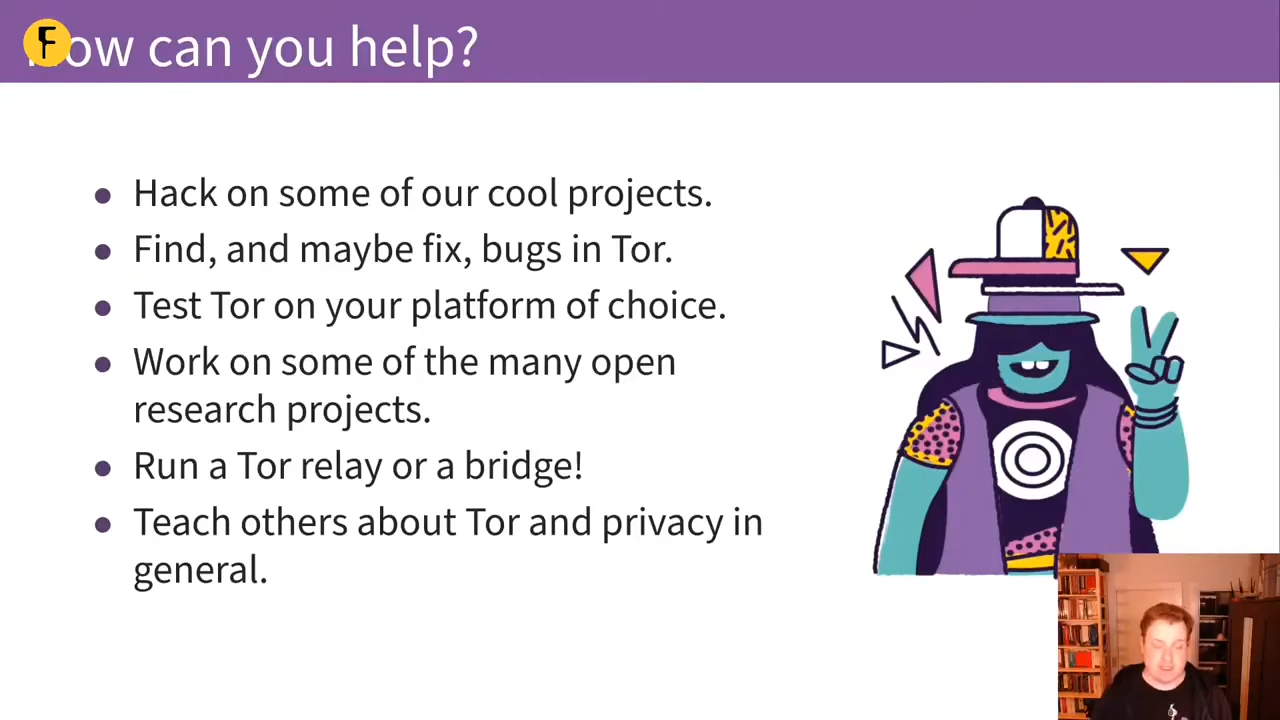 How can you help?
● Hack on some of our cool projects.
● Find, and maybe fix, bugs in Tor.
● Test Tor on your platform of choice.
● Work on some of the many open
research projects.
● Run a Tor relay or a bridge!
● Teach others about Tor and privacy in
general.